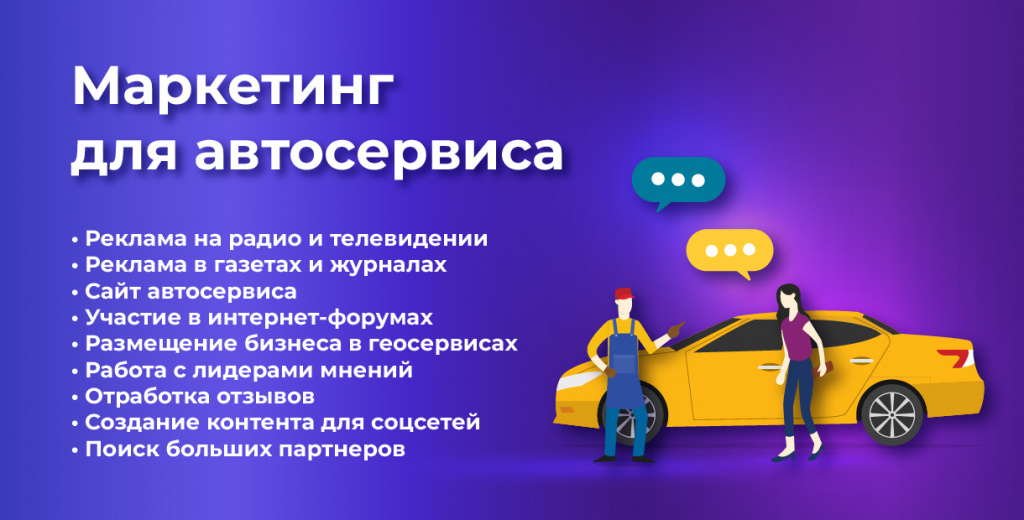 Маркетинг
для автосервиса
• Реклама на радио и телевидении
• Реклама в газетах и журналах
• Сайт автосервиса
• Участие в интернет-форумах
• Размещение бизнеса в геосервисах
• Работа с лидерами мнений
• Отработка отзывов
• Создание контента для соцсетей
• Поиск больших партнеров